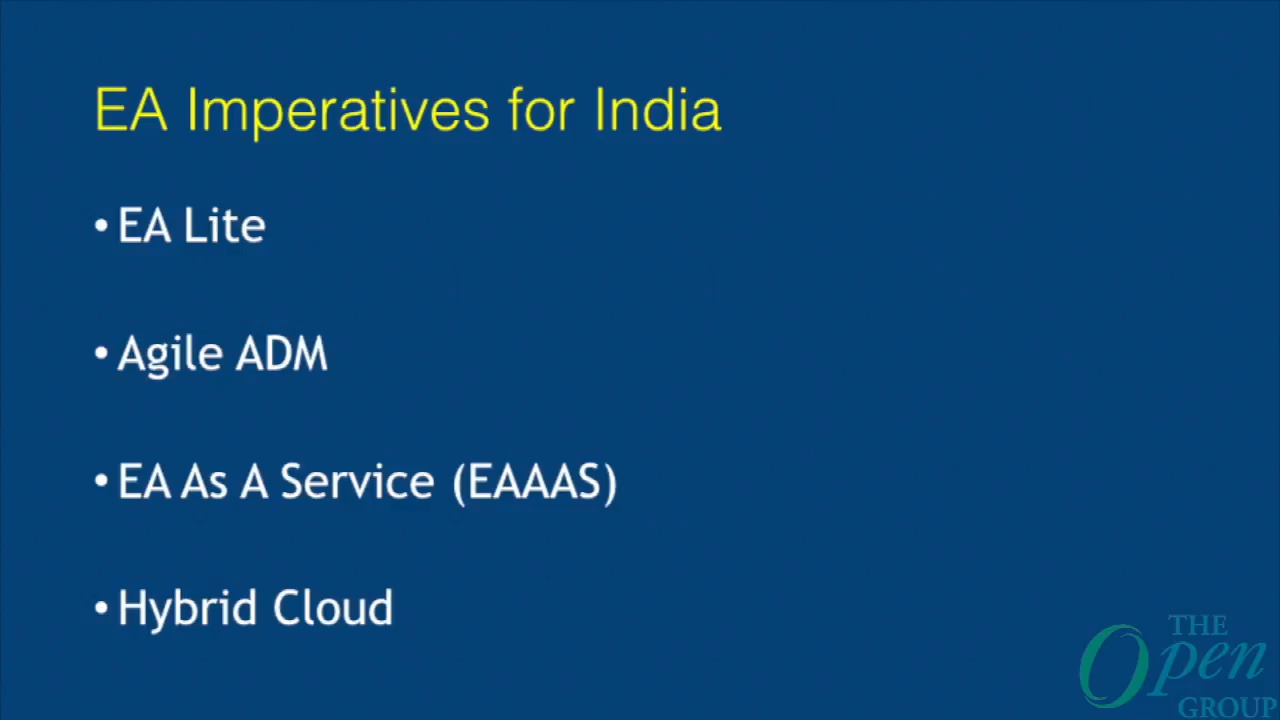 EA Imperatives for India
• EA Lite
• Agile ADM
• EA As A Service (EAAAS)
• Hybrid Cloud
THE
Open
GROUP